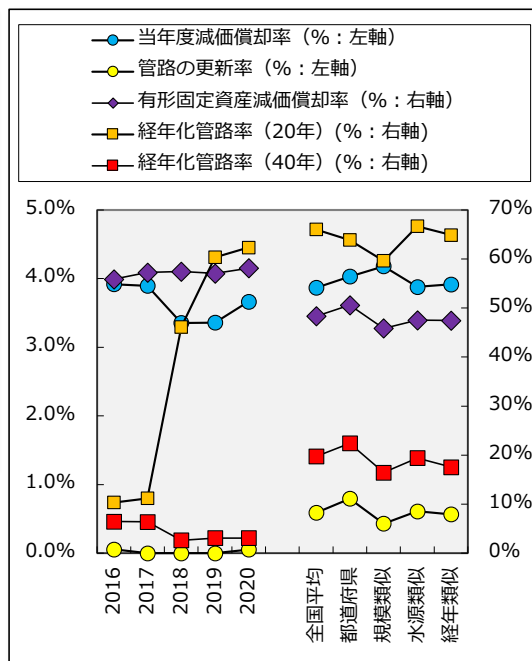 当年度減価償却率（%：左軸）
管路の更新率（%：左軸）
有形固定資産減価償却率（%：右軸）
経年化管路率（20年）(%：右軸)
経年化管路率（40年）(%：右軸)
5.0%
4.0%
3.0%
2.0%
1.0%
0.0%
70%
60%
50%
40%
30%
20%
10%
0%
2016
2017
2018
2019
2020
全国平均
都道府県
規模類似
水源類似
経年類似